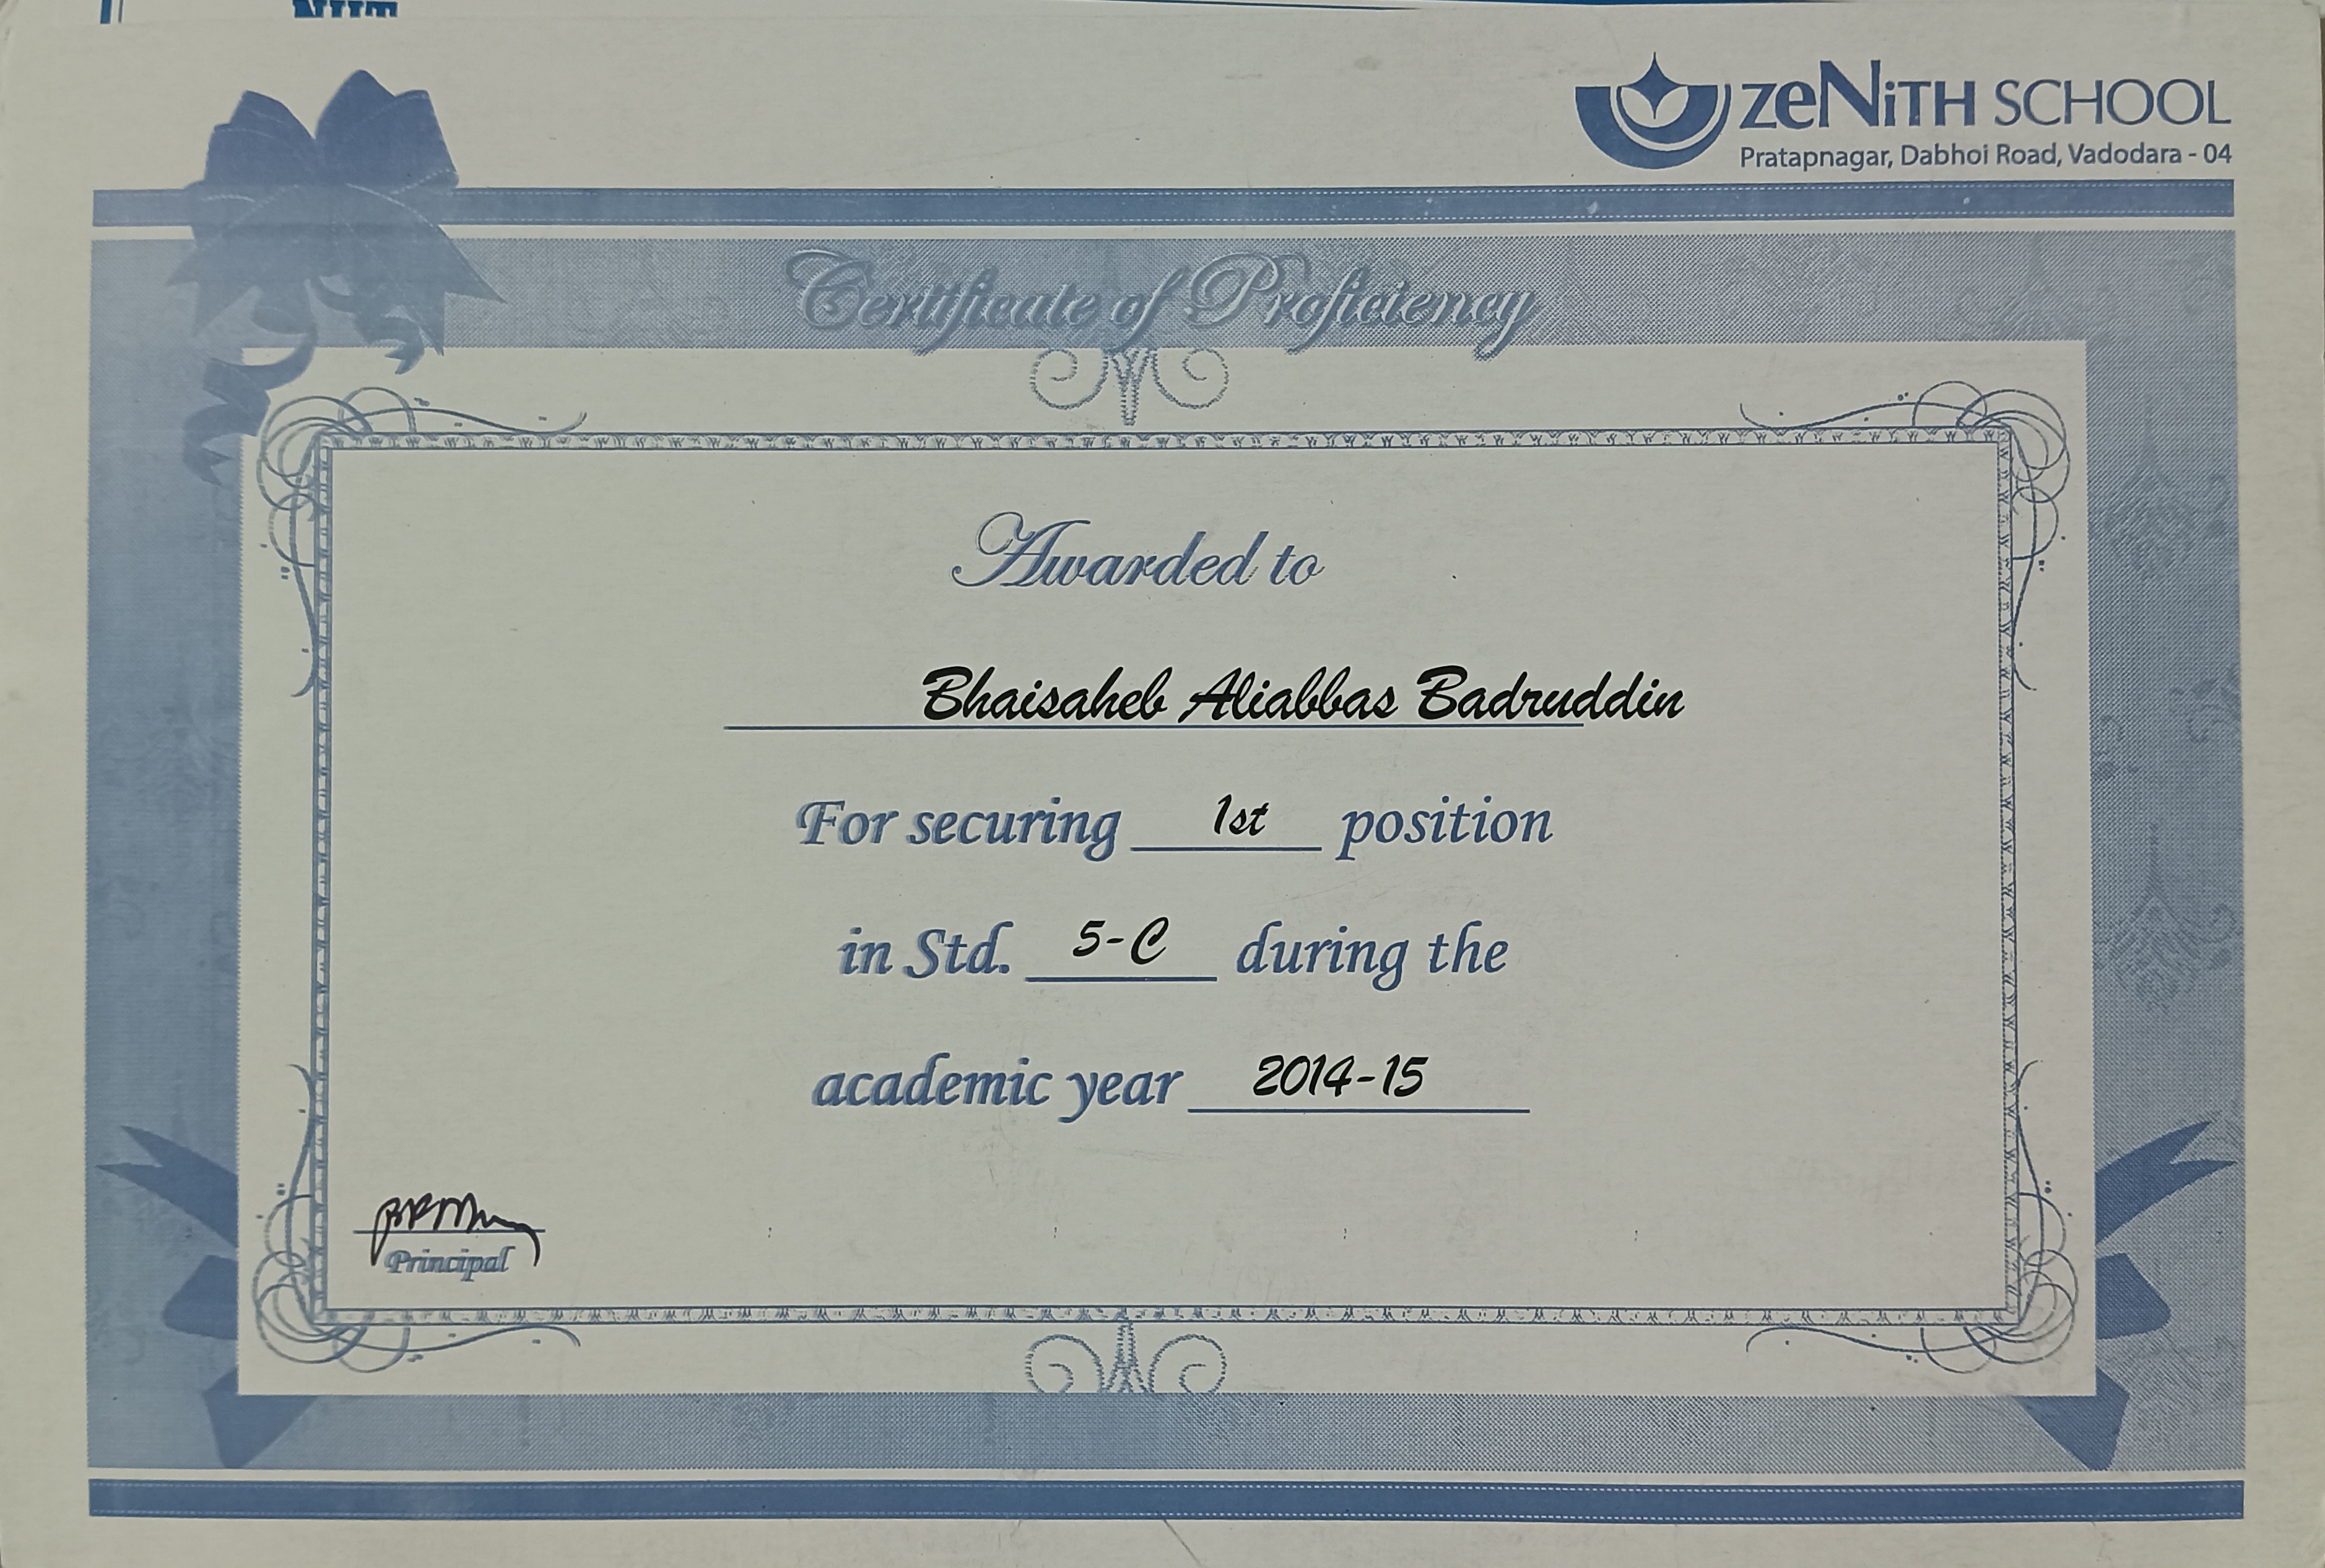 zeNiTH SCHOOL
Pratapnagar, Dabhoi Road, Vadodara - 04
Certificate of Proficiency
Awarded to
Bhaisaheb Aliabbas Badruddin
For securing 1st position
in Std. 5-C during the
academic year 2014-15
Principal